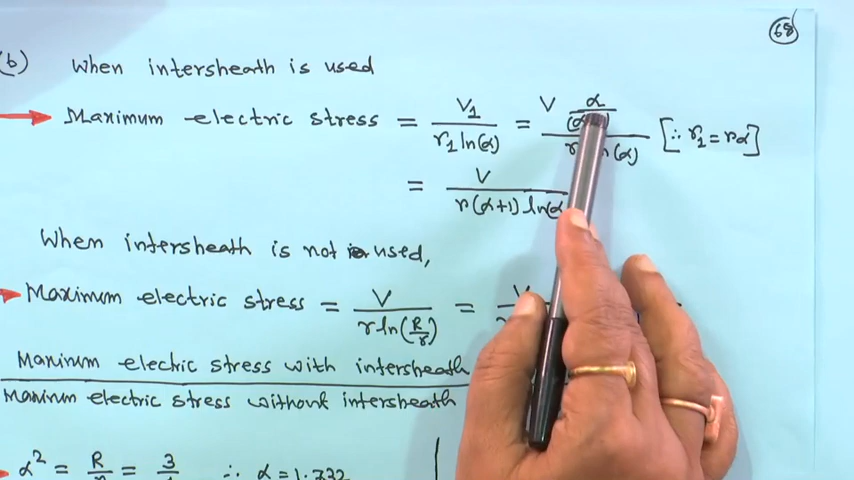 68
(b) When intersheath is used
Maximum electric stress = V₁ / r₁ ln(α) = V α / (α / ln(α) [∵ r₁ = rα]
= V / r(α+1) ln(α
When intersheath is not used,
Maximum electric stress = V / r ln(R/r) = V
Maximum electric stress with intersheath
Maximum electric stress without intersheath
α² = R/r = 3 ∴ α = 1.732